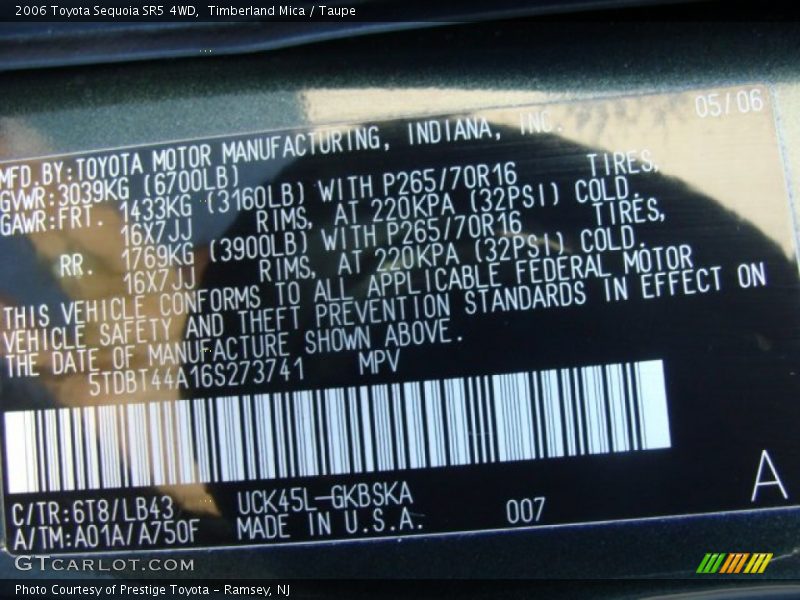 2006 Toyota Sequoia SR5 4WD, Timberland Mica / Taupe
05/06
MFD.BY:TOYOTA MOTOR MANUFACTURING, INDIANA, INC.
GVWR:3039KG (6700LB)
GAWR:FRT. 1433KG (3160LB) WITH P265/70R16 TIRES,
16X7JJ RIMS, AT 220KPA (32PSI) COLD.
RR. 1769KG (3900LB) WITH P265/70R16 TIRES,
16X7JJ RIMS, AT 220KPA (32PSI) COLD.
THIS VEHICLE CONFORMS TO ALL APPLICABLE FEDERAL MOTOR
VEHICLE SAFETY AND THEFT PREVENTION STANDARDS IN EFFECT ON
THE DATE OF MANUFACTURE SHOWN ABOVE.
5TDBT44A16S273741 MPV
C/TR:6T8/LB43 UCK45L-GKBSKA 007 A
A/TM:A01A/A750F MADE IN U.S.A.
GTCARLOT.COM
Photo Courtesy of Prestige Toyota - Ramsey, NJ